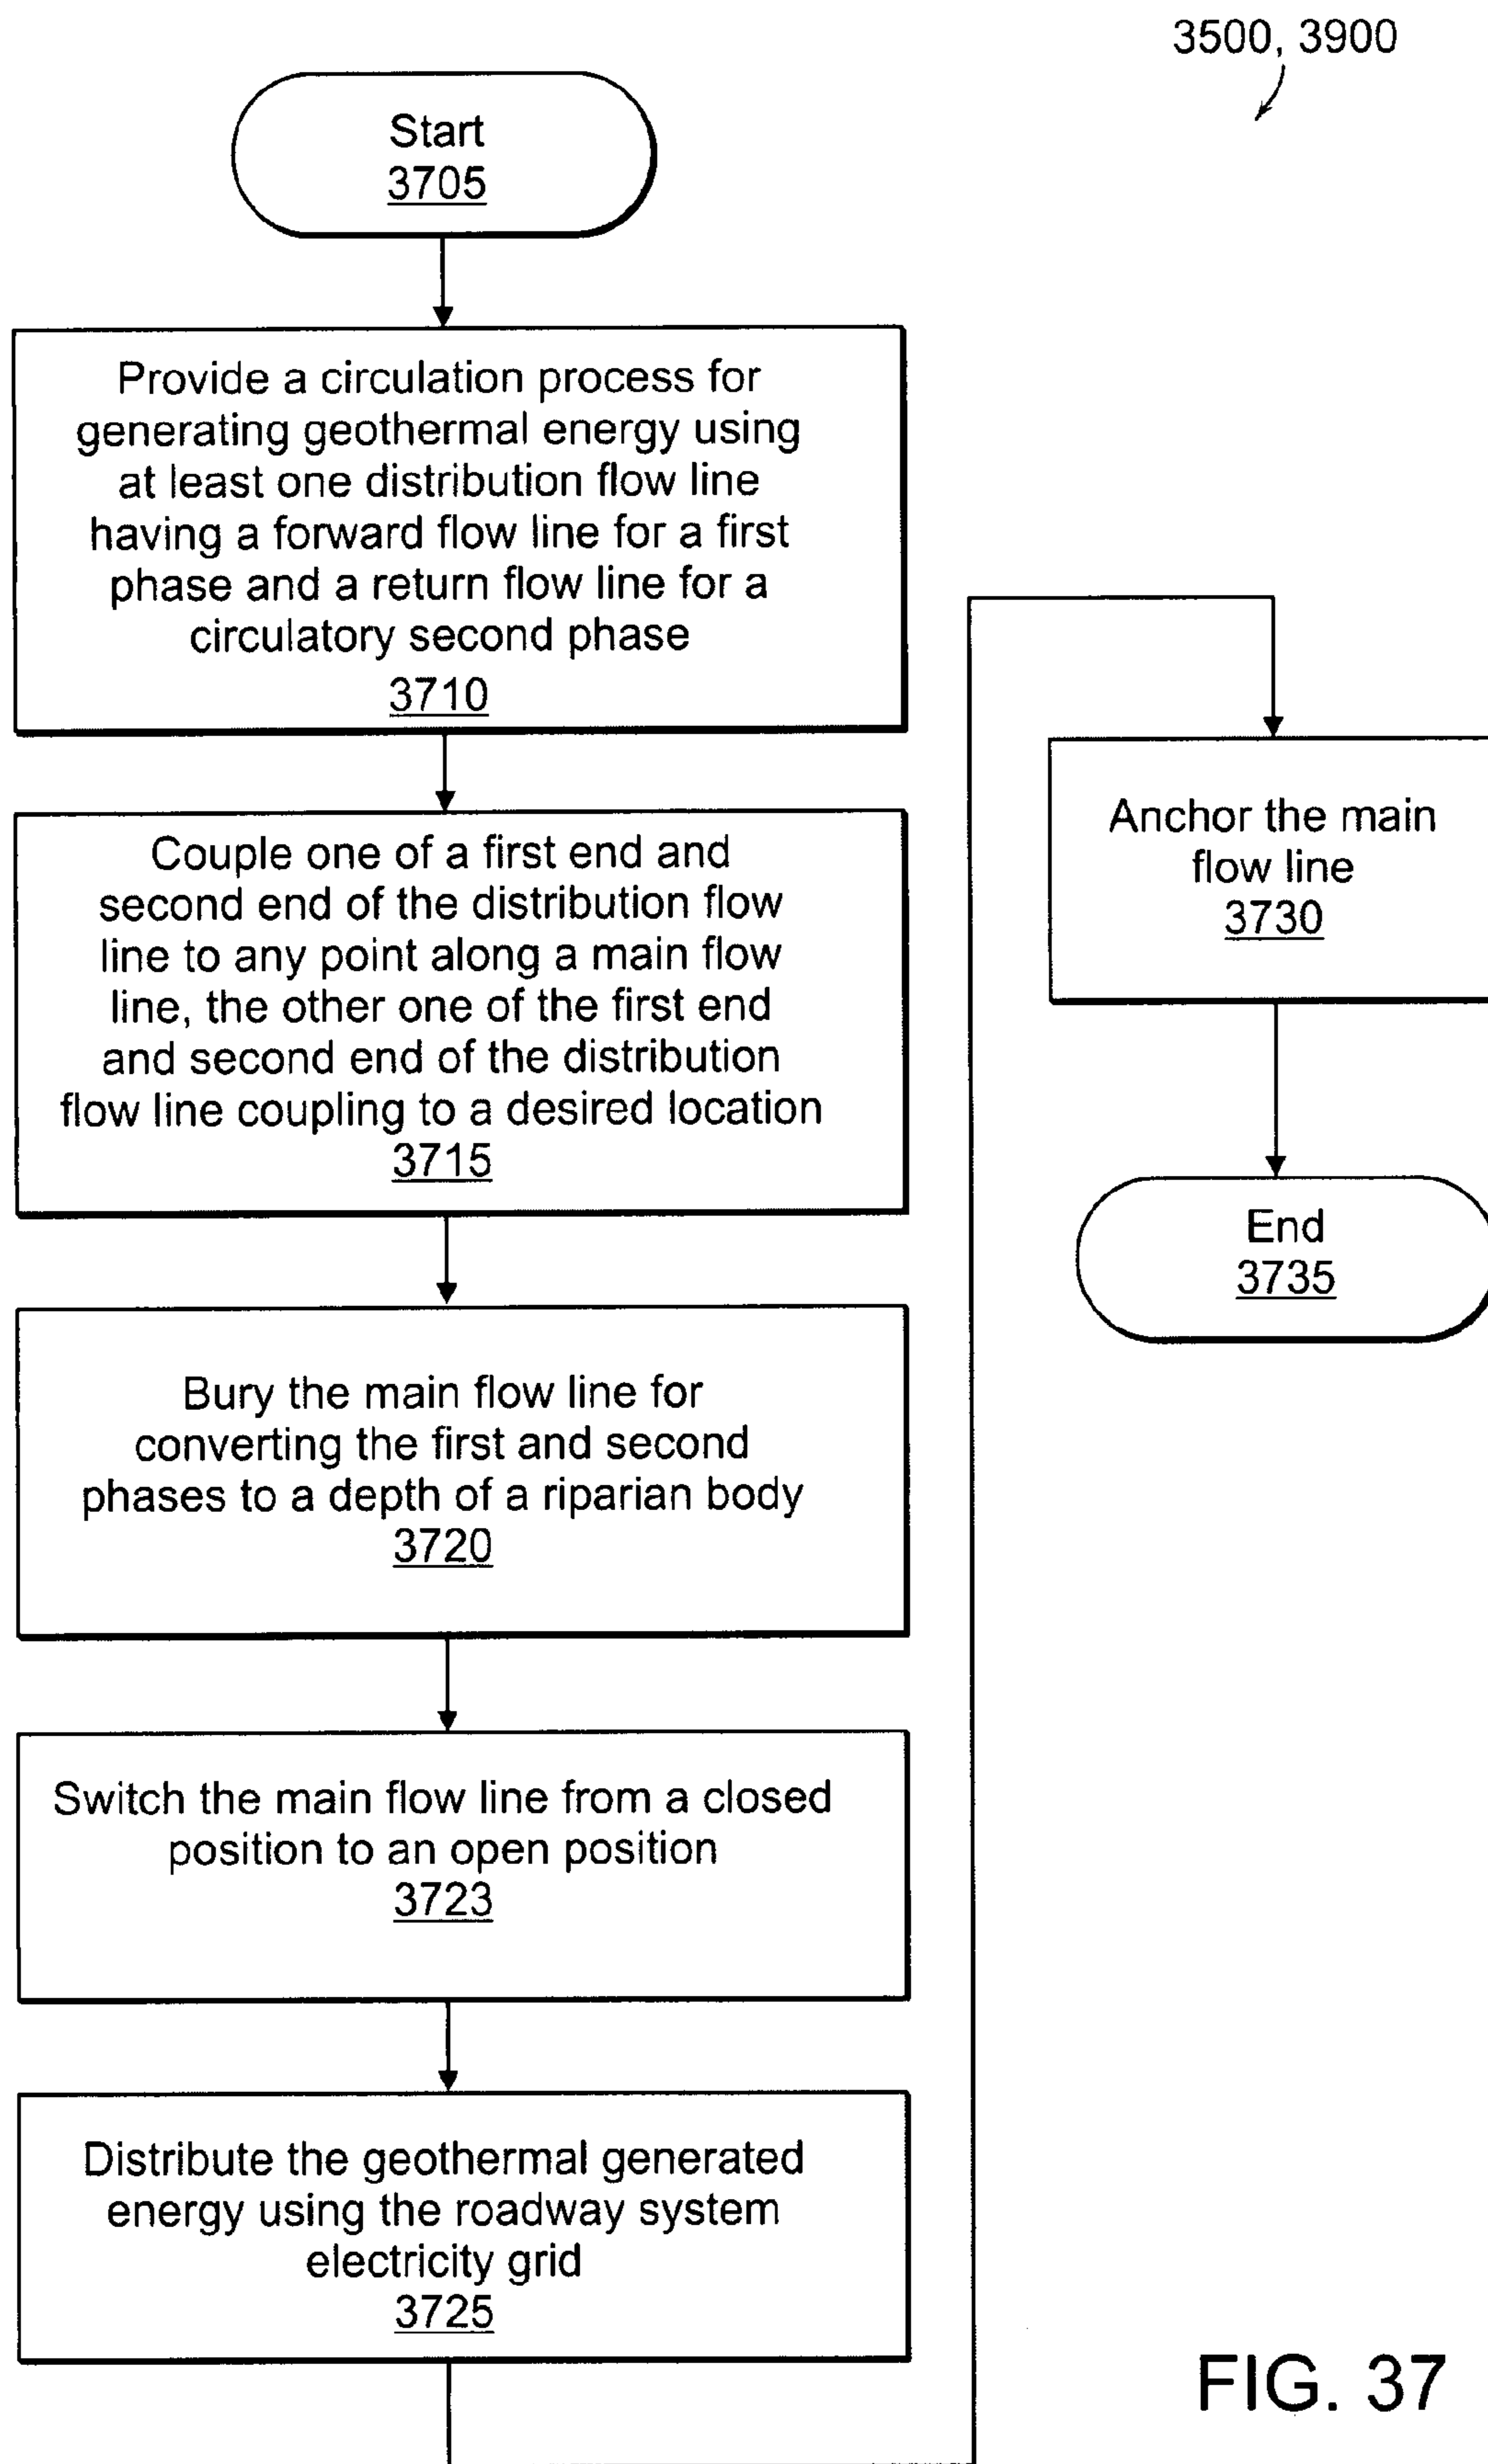 3500, 3900
Start
3705
Provide a circulation process for
generating geothermal energy using
at least one distribution flow line
having a forward flow line for a first
phase and a return flow line for a
circulatory second phase
3710
Couple one of a first end and
second end of the distribution flow
line to any point along a main flow
line, the other one of the first end
and second end of the distribution
flow line coupling to a desired location
3715
Bury the main flow line for
converting the first and second
phases to a depth of a riparian body
3720
Switch the main flow line from a closed
position to an open position
3723
Distribute the geothermal generated
energy using the roadway system
electricity grid
3725
Anchor the main
flow line
3730
End
3735
FIG. 37